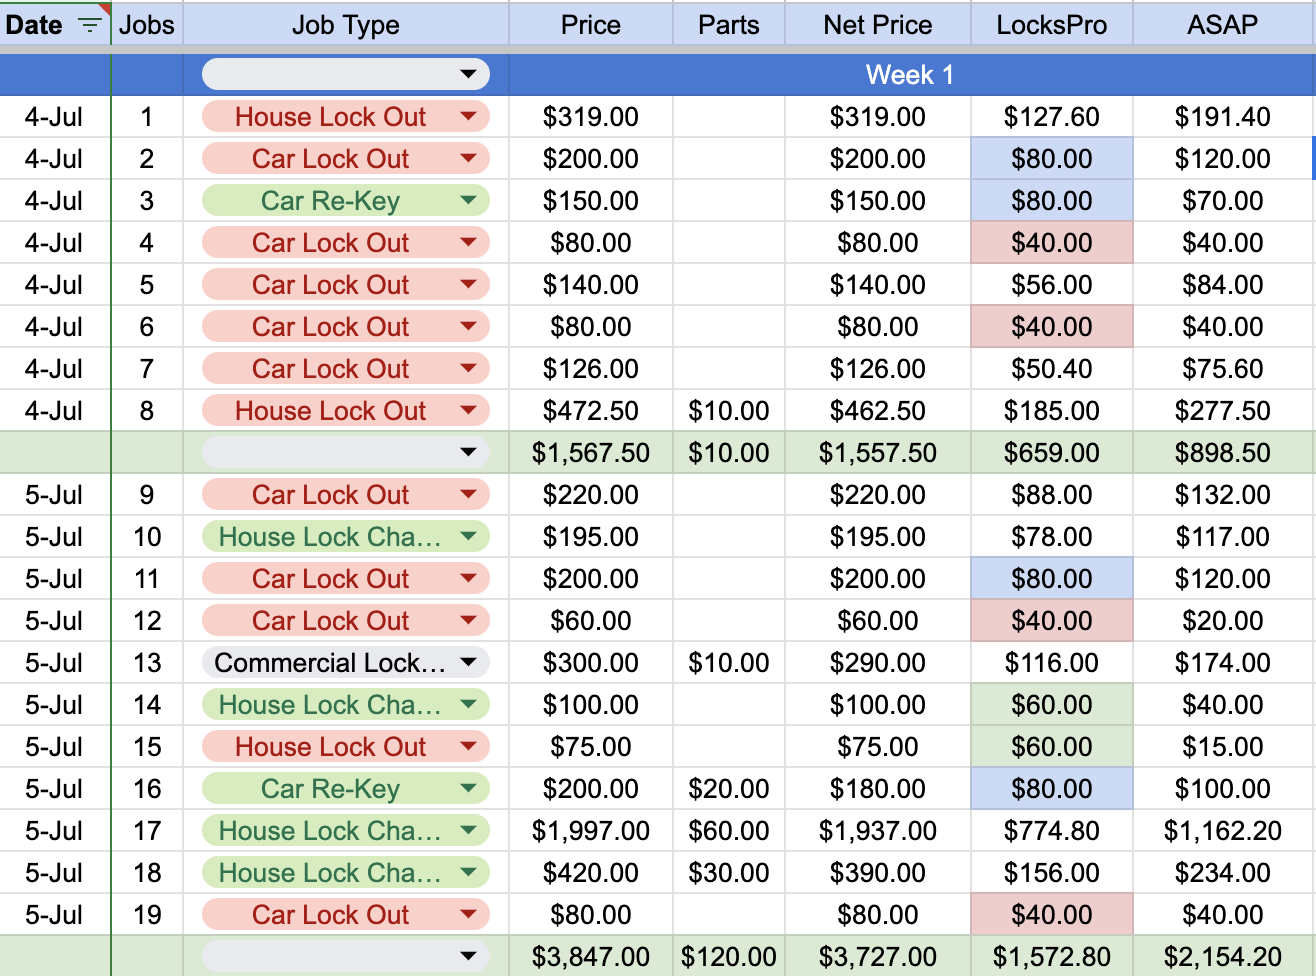 Date Jobs Job Type Price Parts Net Price LocksPro ASAP
Week 1
4-Jul 1 House Lock Out $319.00 $319.00 $127.60 $191.40
4-Jul 2 Car Lock Out $200.00 $200.00 $80.00 $120.00
4-Jul 3 Car Re-Key $150.00 $150.00 $80.00 $70.00
4-Jul 4 Car Lock Out $80.00 $80.00 $40.00 $40.00
4-Jul 5 Car Lock Out $140.00 $140.00 $56.00 $84.00
4-Jul 6 Car Lock Out $80.00 $80.00 $40.00 $40.00
4-Jul 7 Car Lock Out $126.00 $126.00 $50.40 $75.60
4-Jul 8 House Lock Out $472.50 $10.00 $462.50 $185.00 $277.50
$1,567.50 $10.00 $1,557.50 $659.00 $898.50
5-Jul 9 Car Lock Out $220.00 $220.00 $88.00 $132.00
5-Jul 10 House Lock Cha... $195.00 $195.00 $78.00 $117.00
5-Jul 11 Car Lock Out $200.00 $200.00 $80.00 $120.00
5-Jul 12 Car Lock Out $60.00 $60.00 $40.00 $20.00
5-Jul 13 Commercial Lock... $300.00 $10.00 $290.00 $116.00 $174.00
5-Jul 14 House Lock Cha... $100.00 $100.00 $60.00 $40.00
5-Jul 15 House Lock Out $75.00 $75.00 $60.00 $15.00
5-Jul 16 Car Re-Key $200.00 $20.00 $180.00 $80.00 $100.00
5-Jul 17 House Lock Cha... $1,997.00 $60.00 $1,937.00 $774.80 $1,162.20
5-Jul 18 House Lock Cha... $420.00 $30.00 $390.00 $156.00 $234.00
5-Jul 19 Car Lock Out $80.00 $80.00 $40.00 $40.00
$3,847.00 $120.00 $3,727.00 $1,572.80 $2,154.20